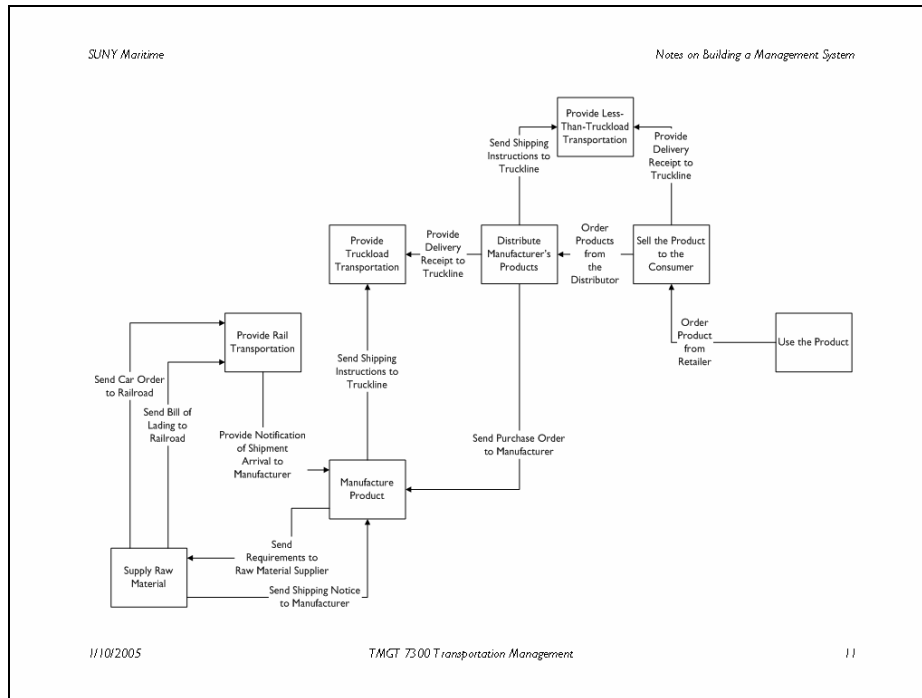 SUNY Maritime
Notes on Building a Management System
Provide Less-
Than-Truckload
Transportation
Send Shipping
Instructions to
Truckline
Provide
Delivery
Receipt to
Truckline
Provide
Truckload
Transportation
Provide
Delivery
Receipt to
Truckline
Distribute
Manufacturer's
Products
Order
Products
from
the
Distributor
Sell the Product
to the
Consumer
Provide Rail
Transportation
Order
Product
from
Retailer
Use the Product
Send Car Order
to Railroad
Send Bill of
Lading to
Railroad
Send Shipping
Instructions to
Truckline
Provide Notification
of Shipment
Arrival to
Manufacturer
Send Purchase Order
to Manufacturer
Manufacture
Product
Send
Requirements to
Raw Material Supplier
Supply Raw
Material
Send Shipping Notice
to Manufacturer
1/10/2005
TMGT 7300 Transportation Management
11